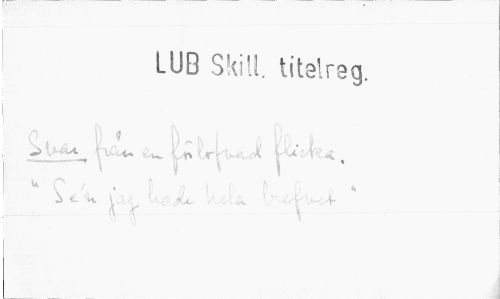 LUB Skill. titelreg.
Svar från en förlofvad flicka.
" Se'n jag hade hela brefvet "